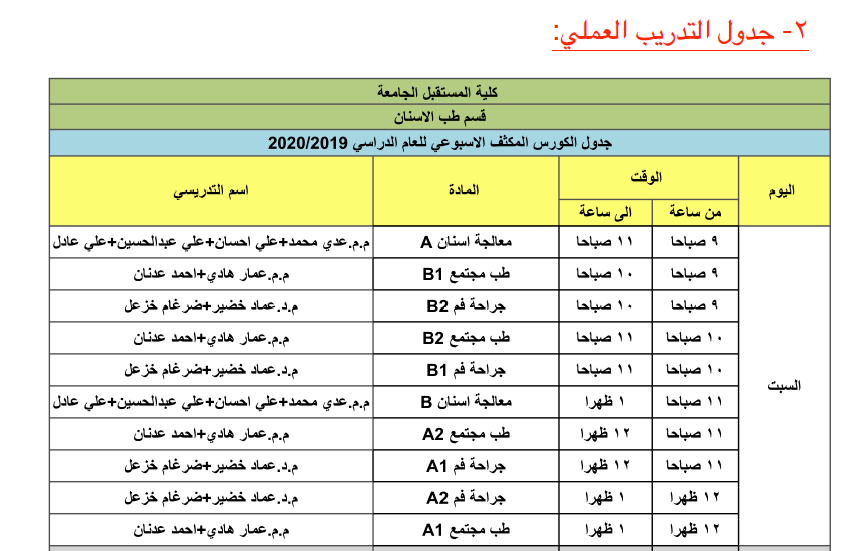 ٢- جدول التدريب العملي:
كلية المستقبل الجامعة
قسم طب الاسنان
جدول الكورس المكثف الاسبوعي للعام الدراسي 2020/2019
اليوم الوقت المادة اسم التدريسي
من ساعة الى ساعة
السبت
٩ صباحا ١١ صباحا معالجة اسنان A م.م.عدي محمد+علي احسان+علي عبدالحسين+علي عادل
٩ صباحا ١٠ صباحا طب مجتمع B1 م.م.عمار هادي+احمد عدنان
٩ صباحا ١٠ صباحا جراحة فم B2 م.د.عماد خضير+ضرغام خزعل
١٠ صباحا ١١ صباحا طب مجتمع B2 م.م.عمار هادي+احمد عدنان
١٠ صباحا ١١ صباحا جراحة فم B1 م.د.عماد خضير+ضرغام خزعل
١١ صباحا ١ ظهرا معالجة اسنان B م.م.عدي محمد+علي احسان+علي عبدالحسين+علي عادل
١١ صباحا ١٢ ظهرا طب مجتمع A2 م.م.عمار هادي+احمد عدنان
١١ صباحا ١٢ ظهرا جراحة فم A1 م.د.عماد خضير+ضرغام خزعل
١٢ ظهرا ١ ظهرا جراحة فم A2 م.د.عماد خضير+ضرغام خزعل
١٢ ظهرا ١ ظهرا طب مجتمع A1 م.م.عمار هادي+احمد عدنان